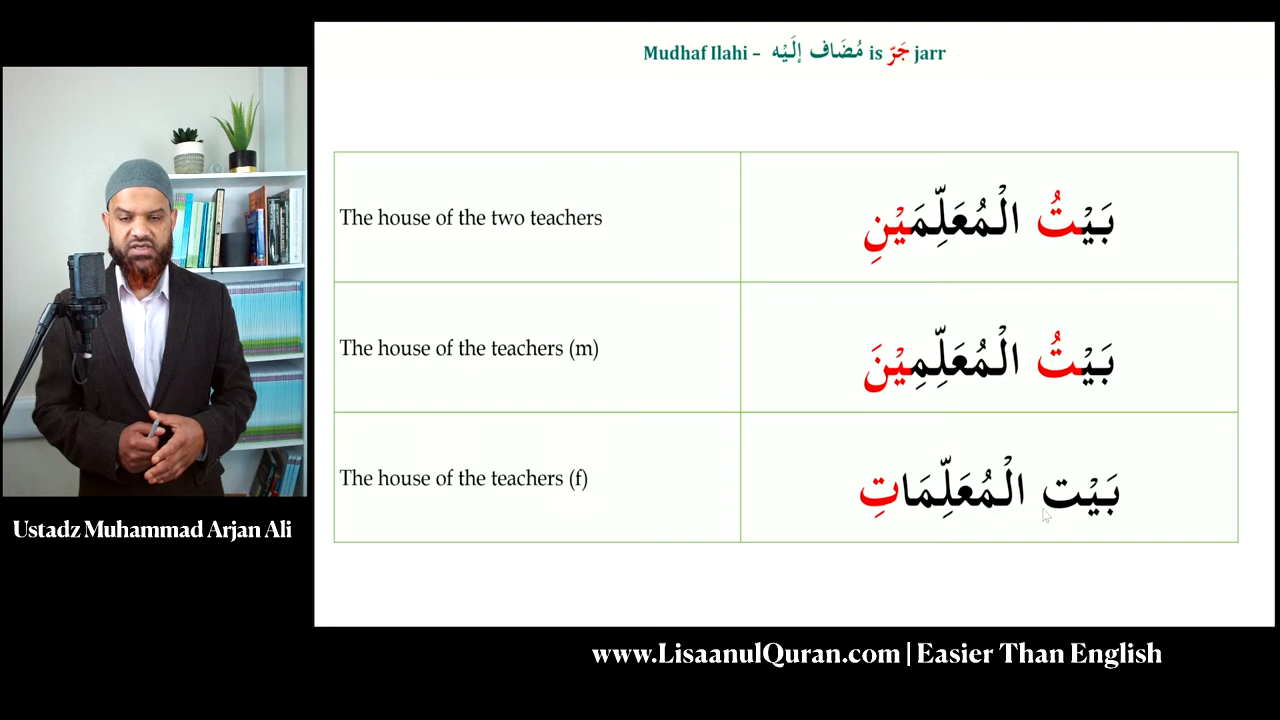 Mudhaf Ilahi – مُضَاف إلَيْه is جَرّ jarr
The house of the two teachers
بَيْتُ الْمُعَلِّمَيْنِ
The house of the teachers (m)
بَيْتُ الْمُعَلِّمِيْنَ
The house of the teachers (f)
بَيْت الْمُعَلِّمَاتِ
Ustadz Muhammad Arjan Ali
www.LisaanulQuran.com | Easier Than English